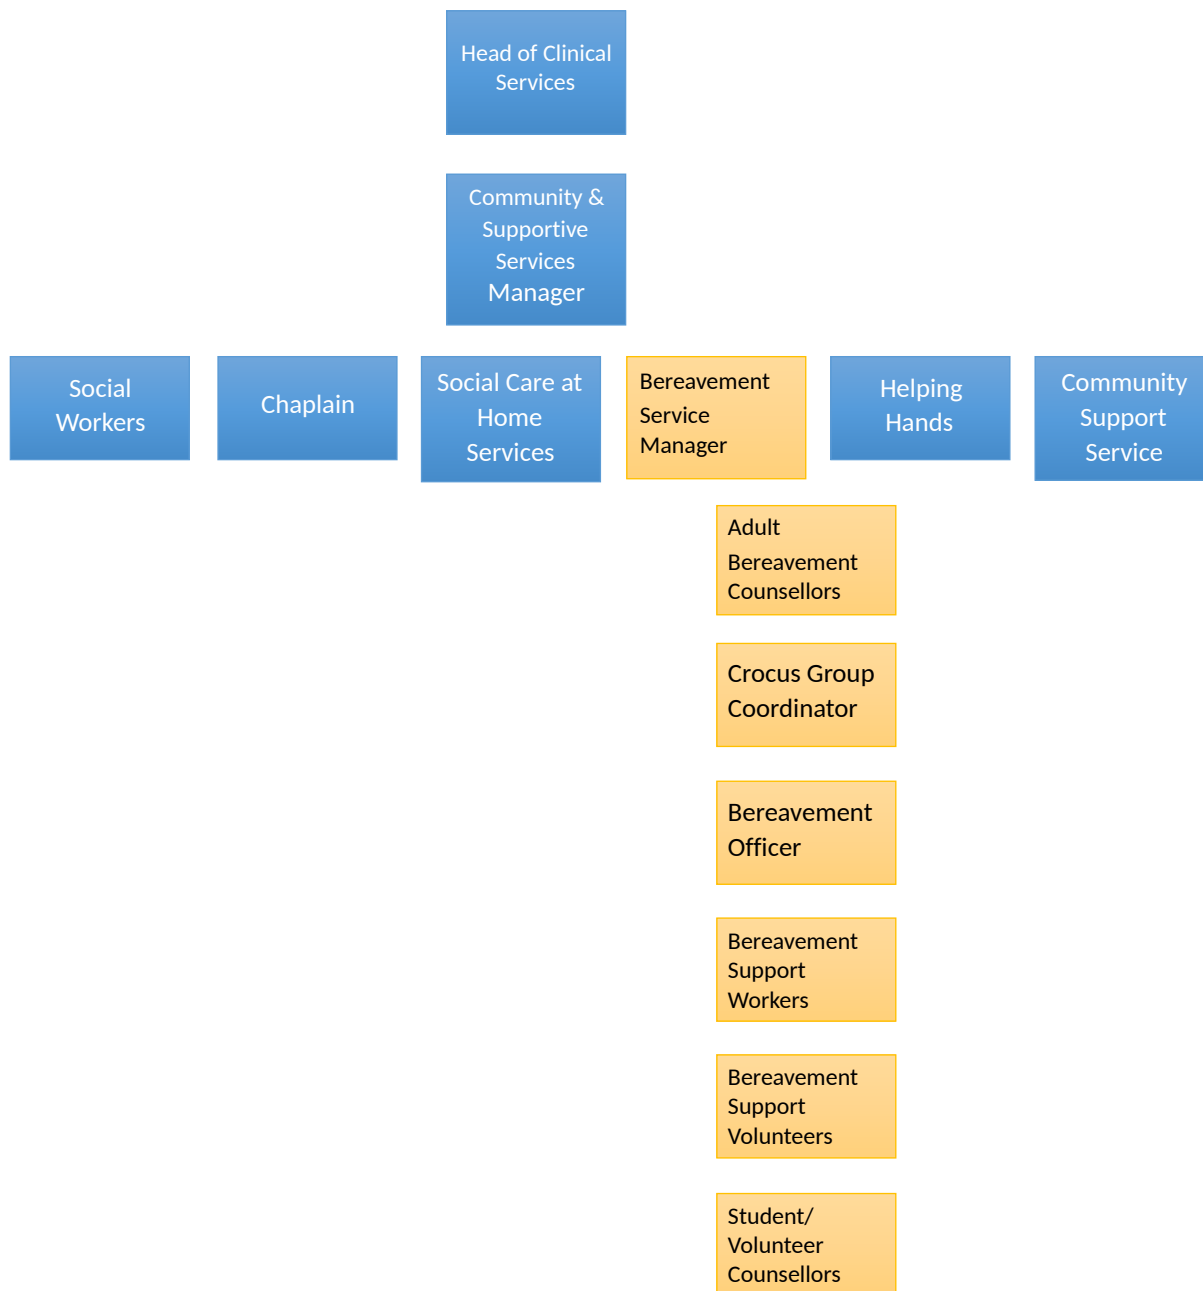 Head of Clinical
Services
Community &
Supportive
Services
Manager
Social
Workers
Chaplain
Social Care at
Home
Services
Bereavement
Service
Manager
Helping
Hands
Community
Support
Service
Adult
Bereavement
Counsellors
Crocus Group
Coordinator
Bereavement
Officer
Bereavement
Support
Workers
Bereavement
Support
Volunteers
Student/
Volunteer
Counsellors